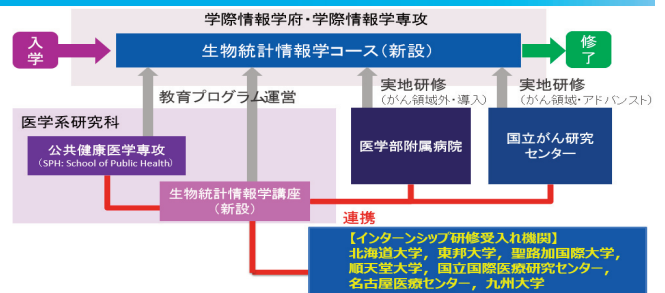 学際情報学府・学際情報学専攻
入
学
生物統計情報学コース(新設)
修
了
教育プログラム運営
実地研修
(がん領域外・導入)
実地研修
(がん領域・アドバンスト)
医学系研究科
公共健康医学専攻
(SPH: School of Public Health)
医学部附属病院
国立がん研究
センター
生物統計情報学講座
(新設)
連携
【インターンシップ研修受入れ機関】
北海道大学，東邦大学，聖路加国際大学，
順天堂大学，国立国際医療研究センター，
名古屋医療センター，九州大学